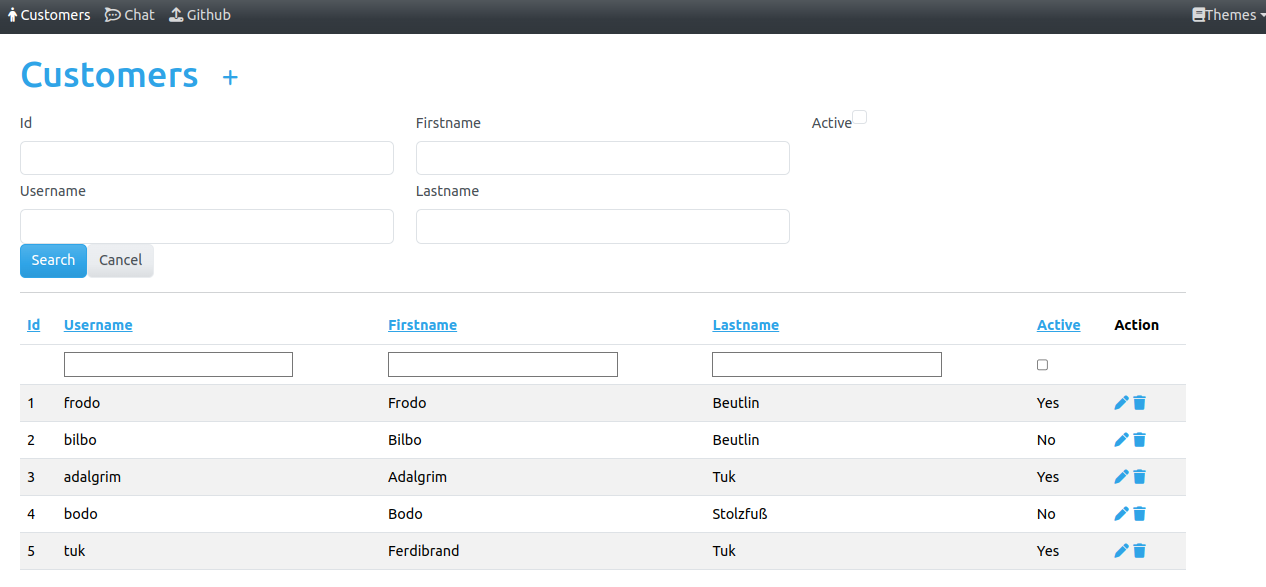 Customers Chat Github Themes
Customers +
Id Firstname Active
Username Lastname
Search Cancel
Id Username Firstname Lastname Active Action
1 frodo Frodo Beutlin Yes
2 bilbo Bilbo Beutlin No
3 adalgrim Adalgrim Tuk Yes
4 bodo Bodo Stolzfuß No
5 tuk Ferdibrand Tuk Yes